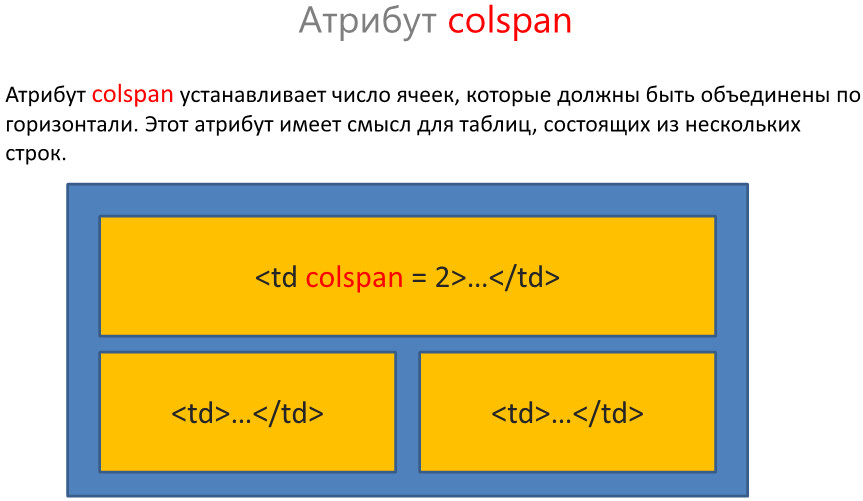 Атрибут colspan
Атрибут colspan устанавливает число ячеек, которые должны быть объединены по
горизонтали. Этот атрибут имеет смысл для таблиц, состоящих из нескольких
строк.
<td colspan = 2>...</td>
<td>...</td> <td>...</td>